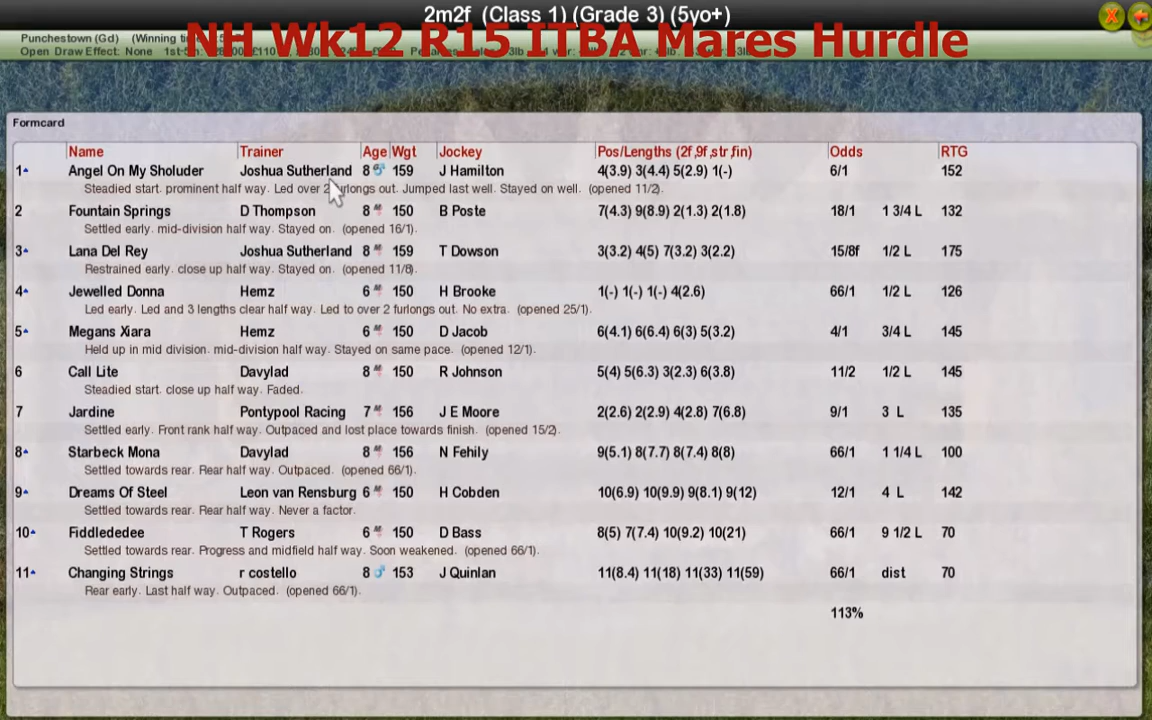 2m2f (Class 1) (Grade 3) (5yo+)
NH Wk12 R15 ITBA Mares Hurdle
Punchestown (Gd) (Winning
Open Draw Effect: None
Formcard
Name Trainer Age Wgt Jockey Pos/Lengths (2f,9f,str,fin) Odds RTG
1 Angel On My Sholuder Joshua Sutherland 8 159 J Hamilton 4(3.9) 3(4.4) 5(2.9) 1(-) 6/1 152
Steadied start. prominent half way. Led over 2 furlongs out. Jumped last well. Stayed on well. (opened 11/2).
2 Fountain Springs D Thompson 8 150 B Poste 7(4.3) 9(8.9) 2(1.3) 2(1.8) 18/1 1 3/4 L 132
Settled early. mid-division half way. Stayed on. (opened 16/1).
3 Lana Del Rey Joshua Sutherland 8 159 T Dowson 3(3.2) 4(5) 7(3.2) 3(2.2) 15/8f 1/2 L 175
Restrained early. close up half way. Stayed on. (opened 11/8).
4 Jewelled Donna Hemz 6 150 H Brooke 1(-) 1(-) 1(-) 4(2.6) 66/1 1/2 L 126
Led early. Led and 3 lengths clear half way. Led to over 2 furlongs out. No extra. (opened 25/1).
5 Megans Xiara Hemz 6 150 D Jacob 6(4.1) 6(6.4) 6(3) 5(3.2) 4/1 3/4 L 145
Held up in mid division. mid-division half way. Stayed on same pace. (opened 12/1).
6 Call Lite Davylad 8 150 R Johnson 5(4) 5(6.3) 3(2.3) 6(3.8) 11/2 1/2 L 145
Steadied start. close up half way. Faded.
7 Jardine Pontypool Racing 7 156 J E Moore 2(2.6) 2(2.9) 4(2.8) 7(6.8) 9/1 3 L 135
Settled early. Front rank half way. Outpaced and lost place towards finish. (opened 15/2).
8 Starbeck Mona Davylad 8 156 N Fehily 9(5.1) 8(7.7) 8(7.4) 8(8) 66/1 1 1/4 L 100
Settled towards rear. Rear half way. Outpaced. (opened 66/1).
9 Dreams Of Steel Leon van Rensburg 6 150 H Cobden 10(6.9) 10(9.9) 9(8.1) 9(12) 12/1 4 L 142
Settled towards rear. Rear half way. Never a factor.
10 Fiddlededee T Rogers 6 150 D Bass 8(5) 7(7.4) 10(9.2) 10(21) 66/1 9 1/2 L 70
Settled towards rear. Progress and midfield half way. Soon weakened. (opened 66/1).
11 Changing Strings r costello 8 153 J Quinlan 11(8.4) 11(18) 11(33) 11(59) 66/1 dist 70
Rear early. Last half way. Outpaced. (opened 66/1).
113%